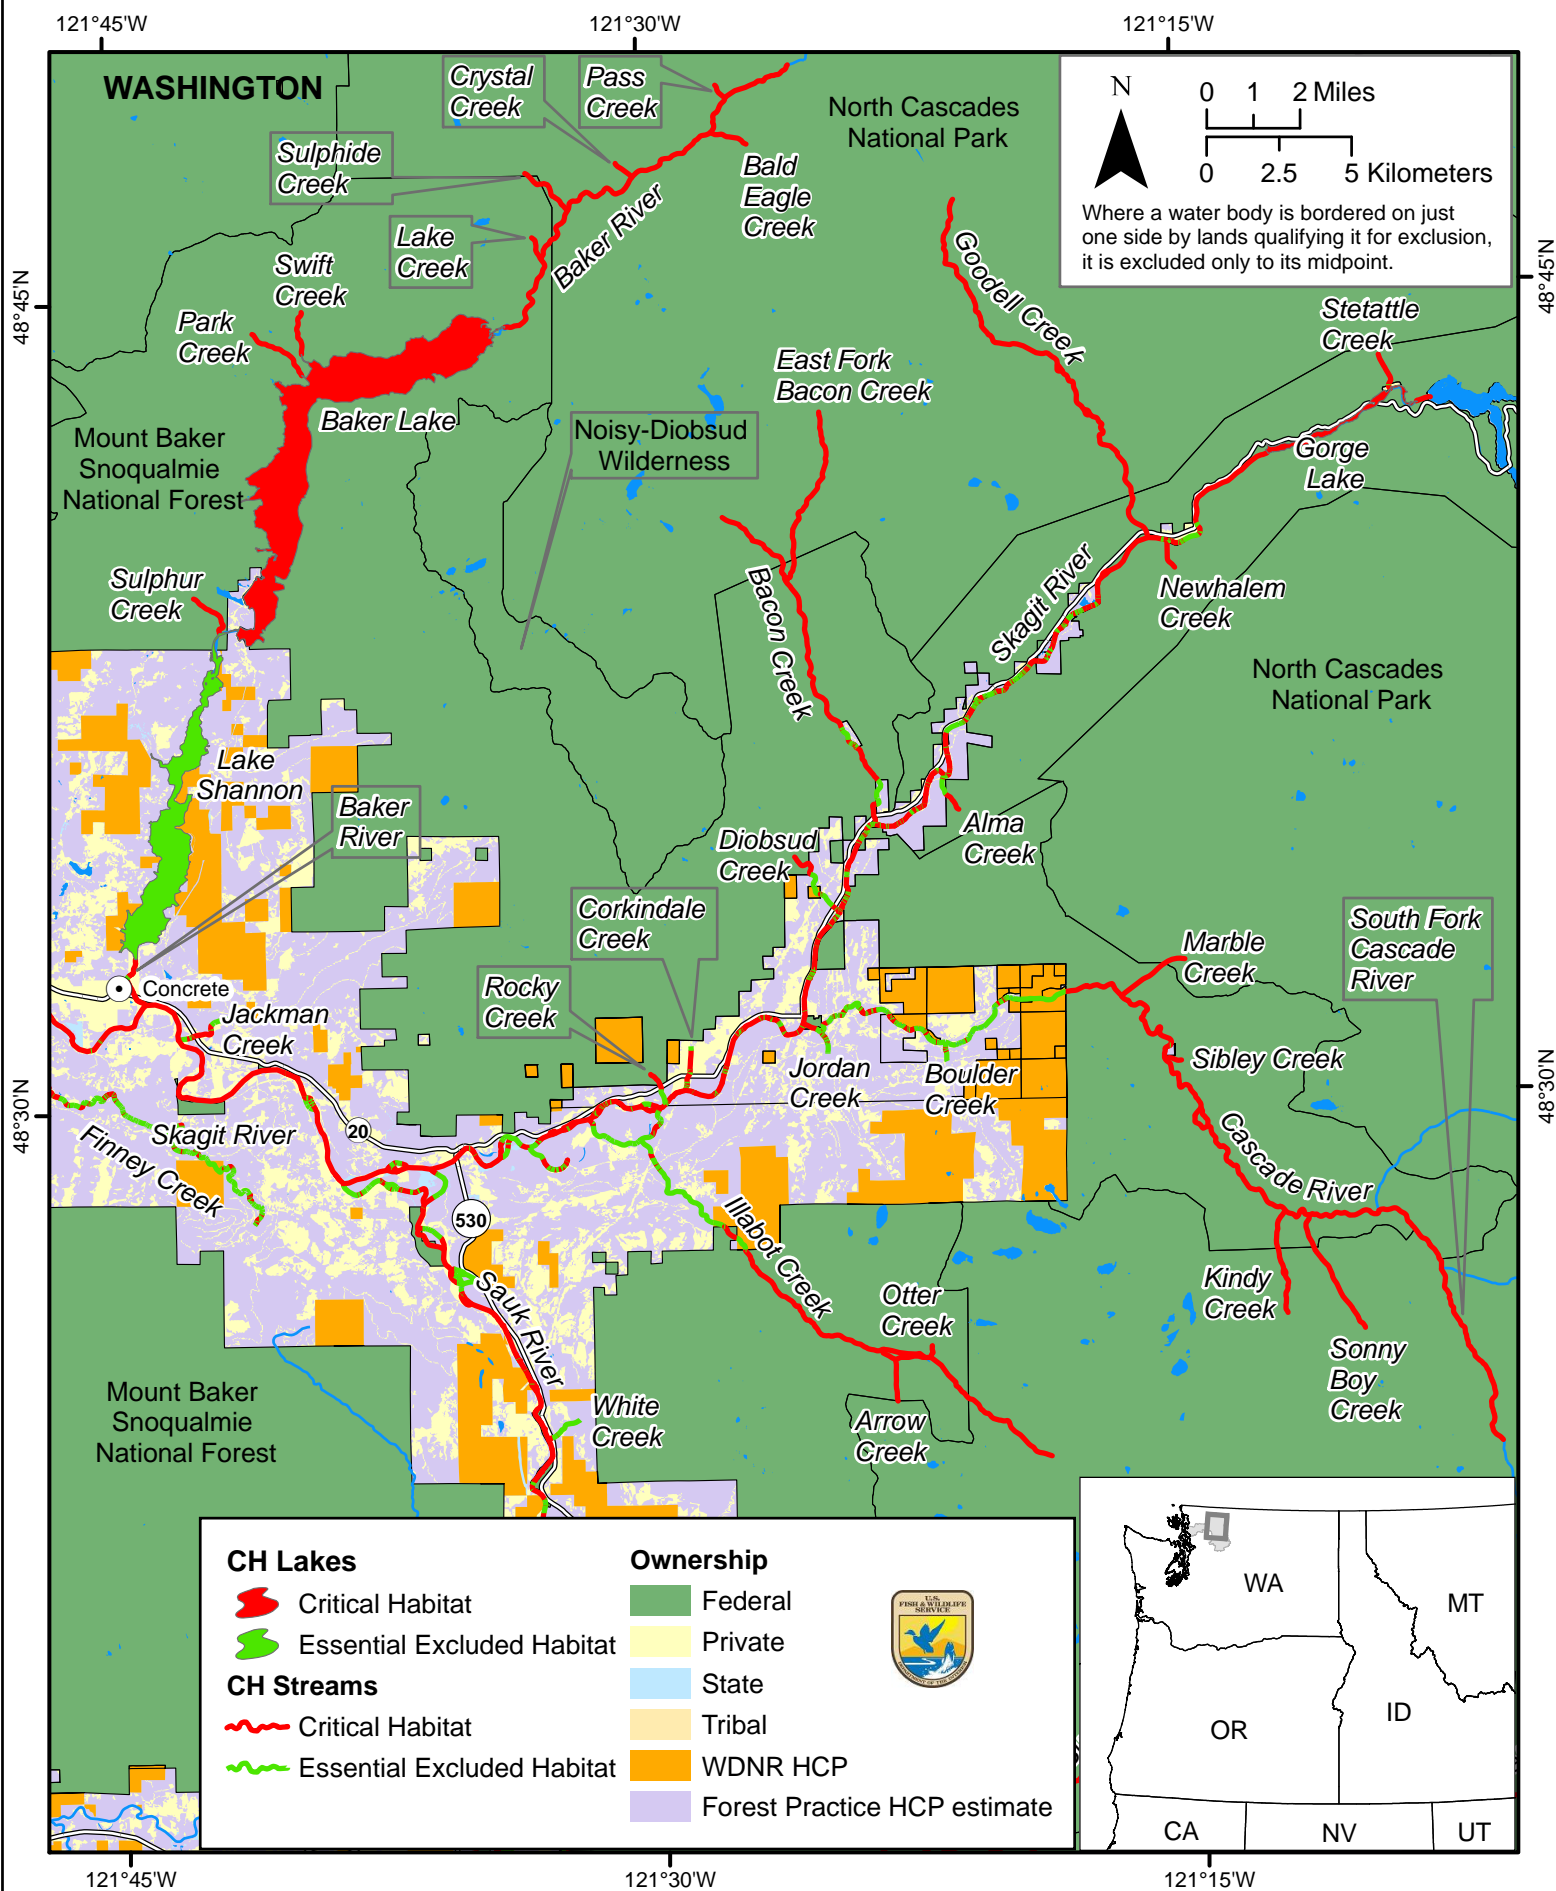 121°45'W
121°30'W
121°15'W
WASHINGTON
Crystal
Creek
Pass
Creek
North Cascades
National Park
N
0 1 2 Miles
0 2.5 5 Kilometers
Where a water body is bordered on just
one side by lands qualifying it for exclusion,
it is excluded only to its midpoint.
Sulphide
Creek
Bald
Eagle
Creek
Lake
Creek
Baker River
Goodell Creek
Swift
Creek
48°45'N
48°45'N
Park
Creek
Stetattle
Creek
East Fork
Bacon Creek
Baker Lake
Noisy-Diobsud
Wilderness
Mount Baker
Snoqualmie
National Forest
Gorge
Lake
Sulphur
Creek
Bacon Creek
Skagit River
Newhalem
Creek
North Cascades
National Park
Lake
Shannon
Baker
River
Diobsud
Creek
Alma
Creek
Corkindale
Creek
South Fork
Cascade
River
Marble
Creek
Concrete
Rocky
Creek
Jackman
Creek
Jordan
Creek
Boulder
Creek
Sibley Creek
48°30'N
48°30'N
20
Skagit River
Finney Creek
Cascade River
530
Illabot Creek
Sauk River
Otter
Creek
Kindy
Creek
Sonny
Boy
Creek
Mount Baker
Snoqualmie
National Forest
White
Creek
Arrow
Creek
CH Lakes
Critical Habitat
Essential Excluded Habitat
CH Streams
Critical Habitat
Essential Excluded Habitat
Ownership
Federal
Private
State
Tribal
WDNR HCP
Forest Practice HCP estimate
U.S.
FISH & WILDLIFE
SERVICE
DEPARTMENT OF THE INTERIOR
WA
MT
OR
ID
CA
NV
UT
121°45'W
121°30'W
121°15'W